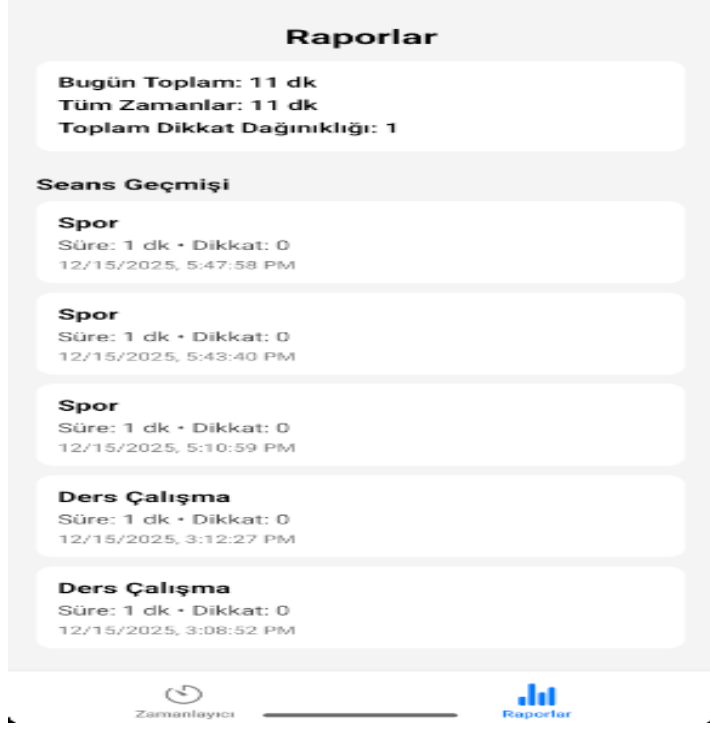 Raporlar
Bugün Toplam: 11 dk
Tüm Zamanlar: 11 dk
Toplam Dikkat Dağınıklığı: 1
Seans Geçmişi
Spor
Süre: 1 dk • Dikkat: 0
12/15/2025, 5:47:58 PM
Spor
Süre: 1 dk • Dikkat: 0
12/15/2025, 5:43:40 PM
Spor
Süre: 1 dk • Dikkat: 0
12/15/2025, 5:10:59 PM
Ders Çalışma
Süre: 1 dk • Dikkat: 0
12/15/2025, 3:12:27 PM
Ders Çalışma
Süre: 1 dk • Dikkat: 0
12/15/2025, 3:08:52 PM
Zamanlayıcı
Raporlar